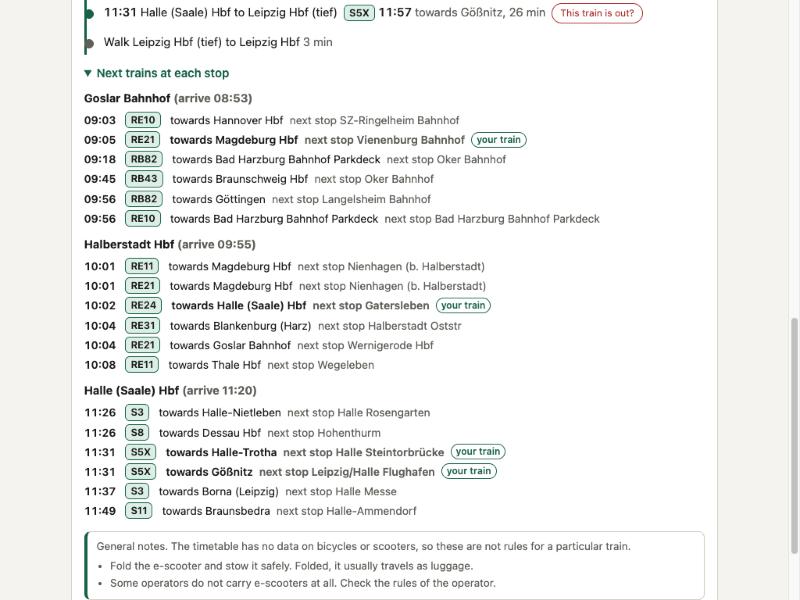 11:31 Halle (Saale) Hbf to Leipzig Hbf (tief) S5X 11:57 towards Gößnitz, 26 min This train is out?
Walk Leipzig Hbf (tief) to Leipzig Hbf 3 min
▼ Next trains at each stop
Goslar Bahnhof (arrive 08:53)
09:03 RE10 towards Hannover Hbf next stop SZ-Ringelheim Bahnhof
09:05 RE21 towards Magdeburg Hbf next stop Vienenburg Bahnhof your train
09:18 RB82 towards Bad Harzburg Bahnhof Parkdeck next stop Oker Bahnhof
09:45 RB43 towards Braunschweig Hbf next stop Oker Bahnhof
09:56 RB82 towards Göttingen next stop Langelsheim Bahnhof
09:56 RE10 towards Bad Harzburg Bahnhof Parkdeck next stop Bad Harzburg Bahnhof Parkdeck
Halberstadt Hbf (arrive 09:55)
10:01 RE11 towards Magdeburg Hbf next stop Nienhagen (b. Halberstadt)
10:01 RE21 towards Magdeburg Hbf next stop Nienhagen (b. Halberstadt)
10:02 RE24 towards Halle (Saale) Hbf next stop Gatersleben your train
10:04 RE31 towards Blankenburg (Harz) next stop Halberstadt Oststr
10:04 RE21 towards Goslar Bahnhof next stop Wernigerode Hbf
10:08 RE11 towards Thale Hbf next stop Wegeleben
Halle (Saale) Hbf (arrive 11:20)
11:26 S3 towards Halle-Nietleben next stop Halle Rosengarten
11:26 S8 towards Dessau Hbf next stop Hohenthurm
11:31 S5X towards Halle-Trotha next stop Halle Steintorbrücke your train
11:31 S5X towards Gößnitz next stop Leipzig/Halle Flughafen your train
11:37 S3 towards Borna (Leipzig) next stop Halle Messe
11:49 S11 towards Braunsbedra next stop Halle-Ammendorf
General notes. The timetable has no data on bicycles or scooters, so these are not rules for a particular train.
• Fold the e-scooter and stow it safely. Folded, it usually travels as luggage.
• Some operators do not carry e-scooters at all. Check the rules of the operator.